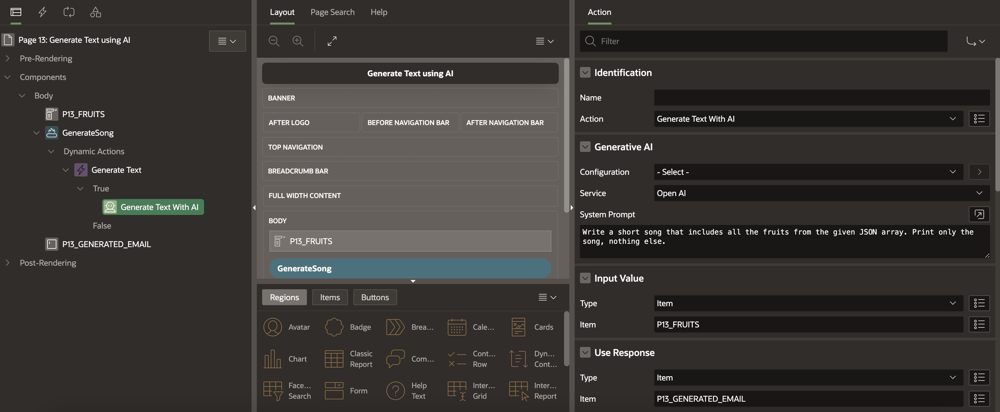 Page 13: Generate Text using AI
Pre-Rendering
Components
Body
P13_FRUITS
GenerateSong
Dynamic Actions
Generate Text
True
Generate Text With AI
False
P13_GENERATED_EMAIL
Post-Rendering
Layout Page Search Help
Generate Text using AI
BANNER
AFTER LOGO BEFORE NAVIGATION BAR AFTER NAVIGATION BAR
TOP NAVIGATION
BREADCRUMB BAR
FULL WIDTH CONTENT
BODY
P13_FRUITS
GenerateSong
Regions Items Buttons
Avatar Badge Brea... Cale... Cards
Chart Classic Report Com... Cont... Row Dyn... Cont...
Face... Search Form Help Text Inter... Grid Inter... Report
Action
Filter
Identification
Name
Action Generate Text With AI
Generative AI
Configuration - Select -
Service Open AI
System Prompt
Write a short song that includes all the fruits from the given JSON array. Print only the
song, nothing else.
Input Value
Type Item
Item P13_FRUITS
Use Response
Type Item
Item P13_GENERATED_EMAIL